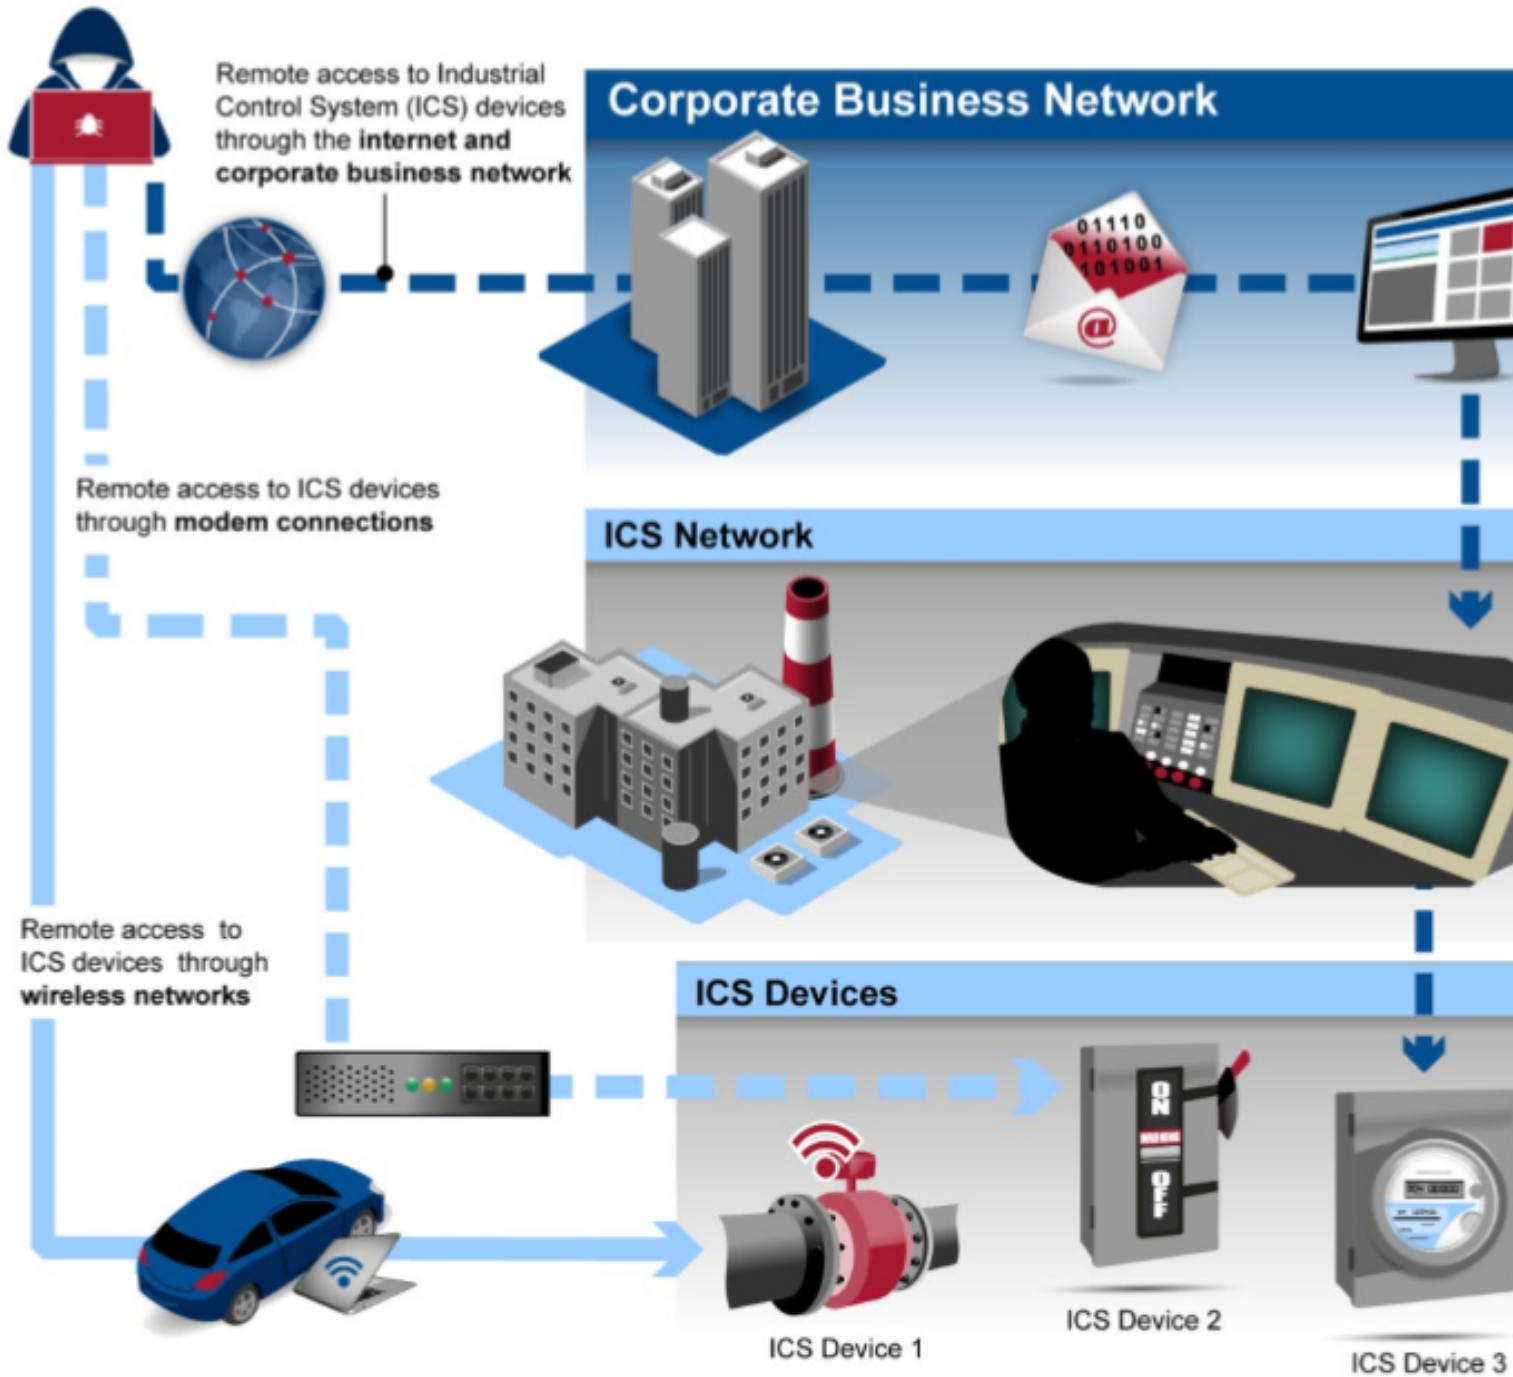 Remote access to Industrial
Control System (ICS) devices
through the internet and
corporate business network
Corporate Business Network
01110
0110100
101001
@
Remote access to ICS devices
through modem connections
ICS Network
Remote access to
ICS devices through
wireless networks
ICS Devices
ON
WARNING
OFF
ICS Device 1
ICS Device 2
ICS Device 3